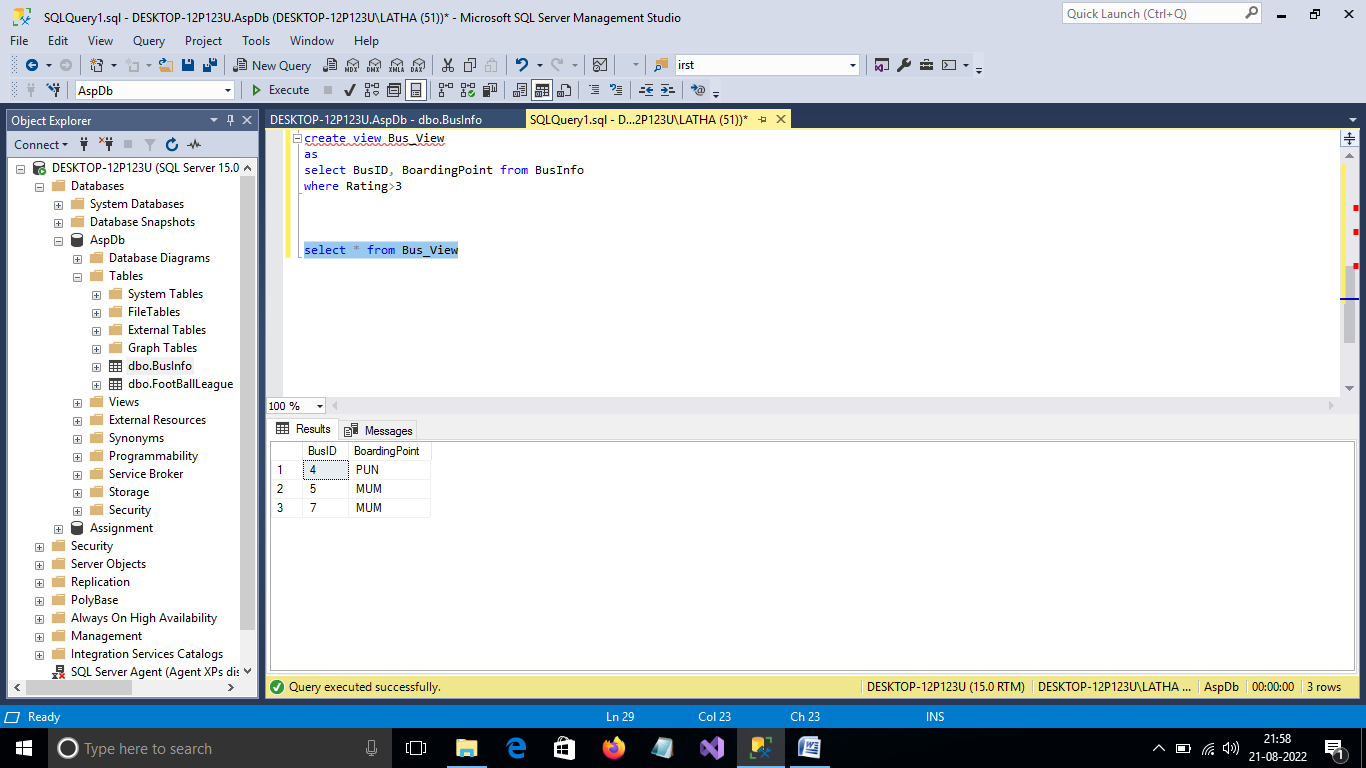 SQLQuery1.sql - DESKTOP-12P123U.AspDb (DESKTOP-12P123U\LATHA (51))* - Microsoft SQL Server Management Studio
Quick Launch (Ctrl+Q)
File Edit View Query Project Tools Window Help
New Query MDX DMX XMLA DAX irst
AspDb Execute
Object Explorer
Connect
DESKTOP-12P123U (SQL Server 15.0
Databases
System Databases
Database Snapshots
AspDb
Database Diagrams
Tables
System Tables
FileTables
External Tables
Graph Tables
dbo.BusInfo
dbo.FootBallLeague
Views
External Resources
Synonyms
Programmability
Service Broker
Storage
Security
Assignment
Security
Server Objects
Replication
PolyBase
Always On High Availability
Management
Integration Services Catalogs
SQL Server Agent (Agent XPs dis
DESKTOP-12P123U.AspDb - dbo.BusInfo
SQLQuery1.sql - D...2P123U\LATHA (51))*
create view Bus_View
as
select BusID, BoardingPoint from BusInfo
where Rating>3
select * from Bus_View
100 %
Results Messages
BusID BoardingPoint
1 4 PUN
2 5 MUM
3 7 MUM
Query executed successfully.
DESKTOP-12P123U (15.0 RTM) DESKTOP-12P123U\LATHA ... AspDb 00:00:00 3 rows
Ready Ln 29 Col 23 Ch 23 INS
Type here to search
21:58
21-08-2022
1